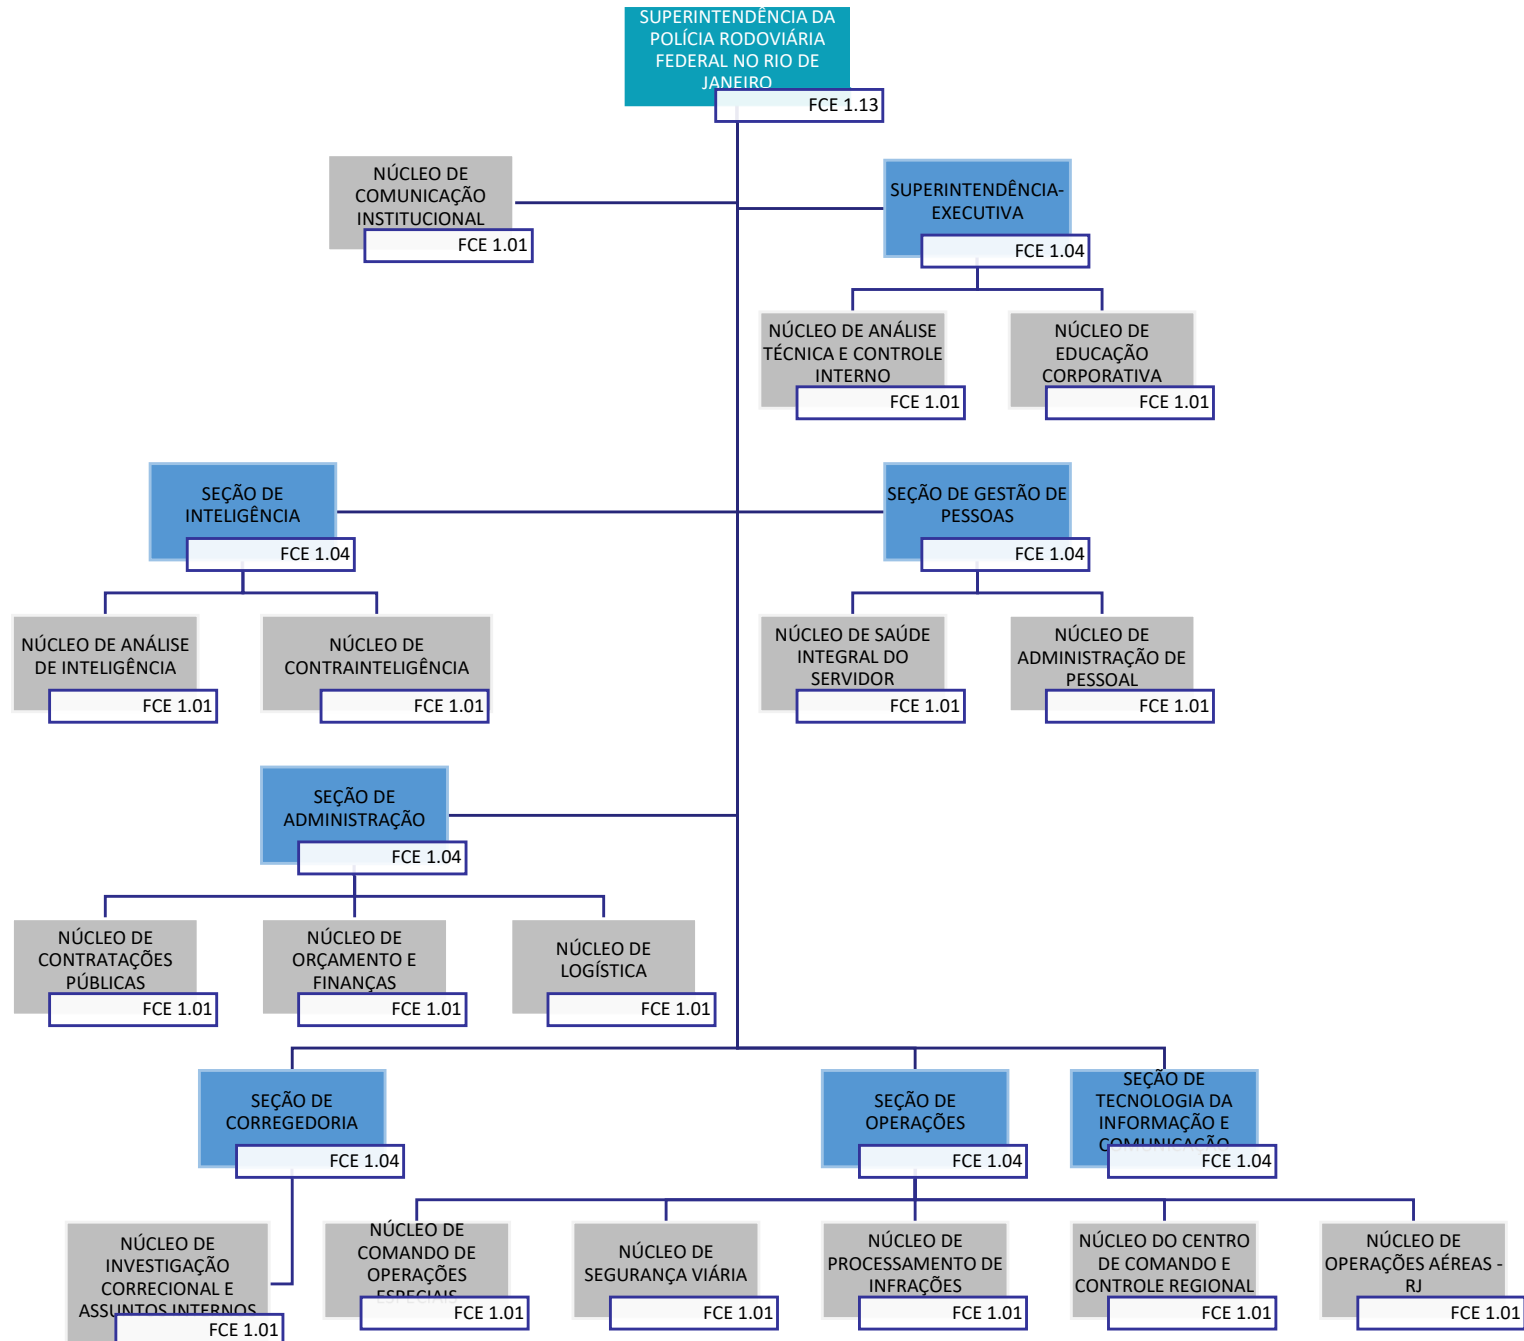 SUPERINTENDÊNCIA DA
POLÍCIA RODOVIÁRIA
FEDERAL NO RIO DE
JANEIRO
FCE 1.13
NÚCLEO DE
COMUNICAÇÃO
INSTITUCIONAL
FCE 1.01
SUPERINTENDÊNCIA-
EXECUTIVA
FCE 1.04
NÚCLEO DE ANÁLISE
TÉCNICA E CONTROLE
INTERNO
FCE 1.01
NÚCLEO DE
EDUCAÇÃO
CORPORATIVA
FCE 1.01
SEÇÃO DE
INTELIGÊNCIA
FCE 1.04
SEÇÃO DE GESTÃO DE
PESSOAS
FCE 1.04
NÚCLEO DE ANÁLISE
DE INTELIGÊNCIA
FCE 1.01
NÚCLEO DE
CONTRAINTELIGÊNCIA
FCE 1.01
NÚCLEO DE SAÚDE
INTEGRAL DO
SERVIDOR
FCE 1.01
NÚCLEO DE
ADMINISTRAÇÃO DE
PESSOAL
FCE 1.01
SEÇÃO DE
ADMINISTRAÇÃO
FCE 1.04
NÚCLEO DE
CONTRATAÇÕES
PÚBLICAS
FCE 1.01
NÚCLEO DE
ORÇAMENTO E
FINANÇAS
FCE 1.01
NÚCLEO DE
LOGÍSTICA
FCE 1.01
SEÇÃO DE
CORREGEDORIA
FCE 1.04
SEÇÃO DE
OPERAÇÕES
FCE 1.04
SEÇÃO DE
TECNOLOGIA DA
INFORMAÇÃO E
COMUNICAÇÃO
FCE 1.04
NÚCLEO DE
INVESTIGAÇÃO
CORRECIONAL E
ASSUNTOS INTERNOS
FCE 1.01
NÚCLEO DE
COMANDO DE
OPERAÇÕES
ESPECIAIS
FCE 1.01
NÚCLEO DE
SEGURANÇA VIÁRIA
FCE 1.01
NÚCLEO DE
PROCESSAMENTO DE
INFRAÇÕES
FCE 1.01
NÚCLEO DO CENTRO
DE COMANDO E
CONTROLE REGIONAL
FCE 1.01
NÚCLEO DE
OPERAÇÕES AÉREAS -
RJ
FCE 1.01